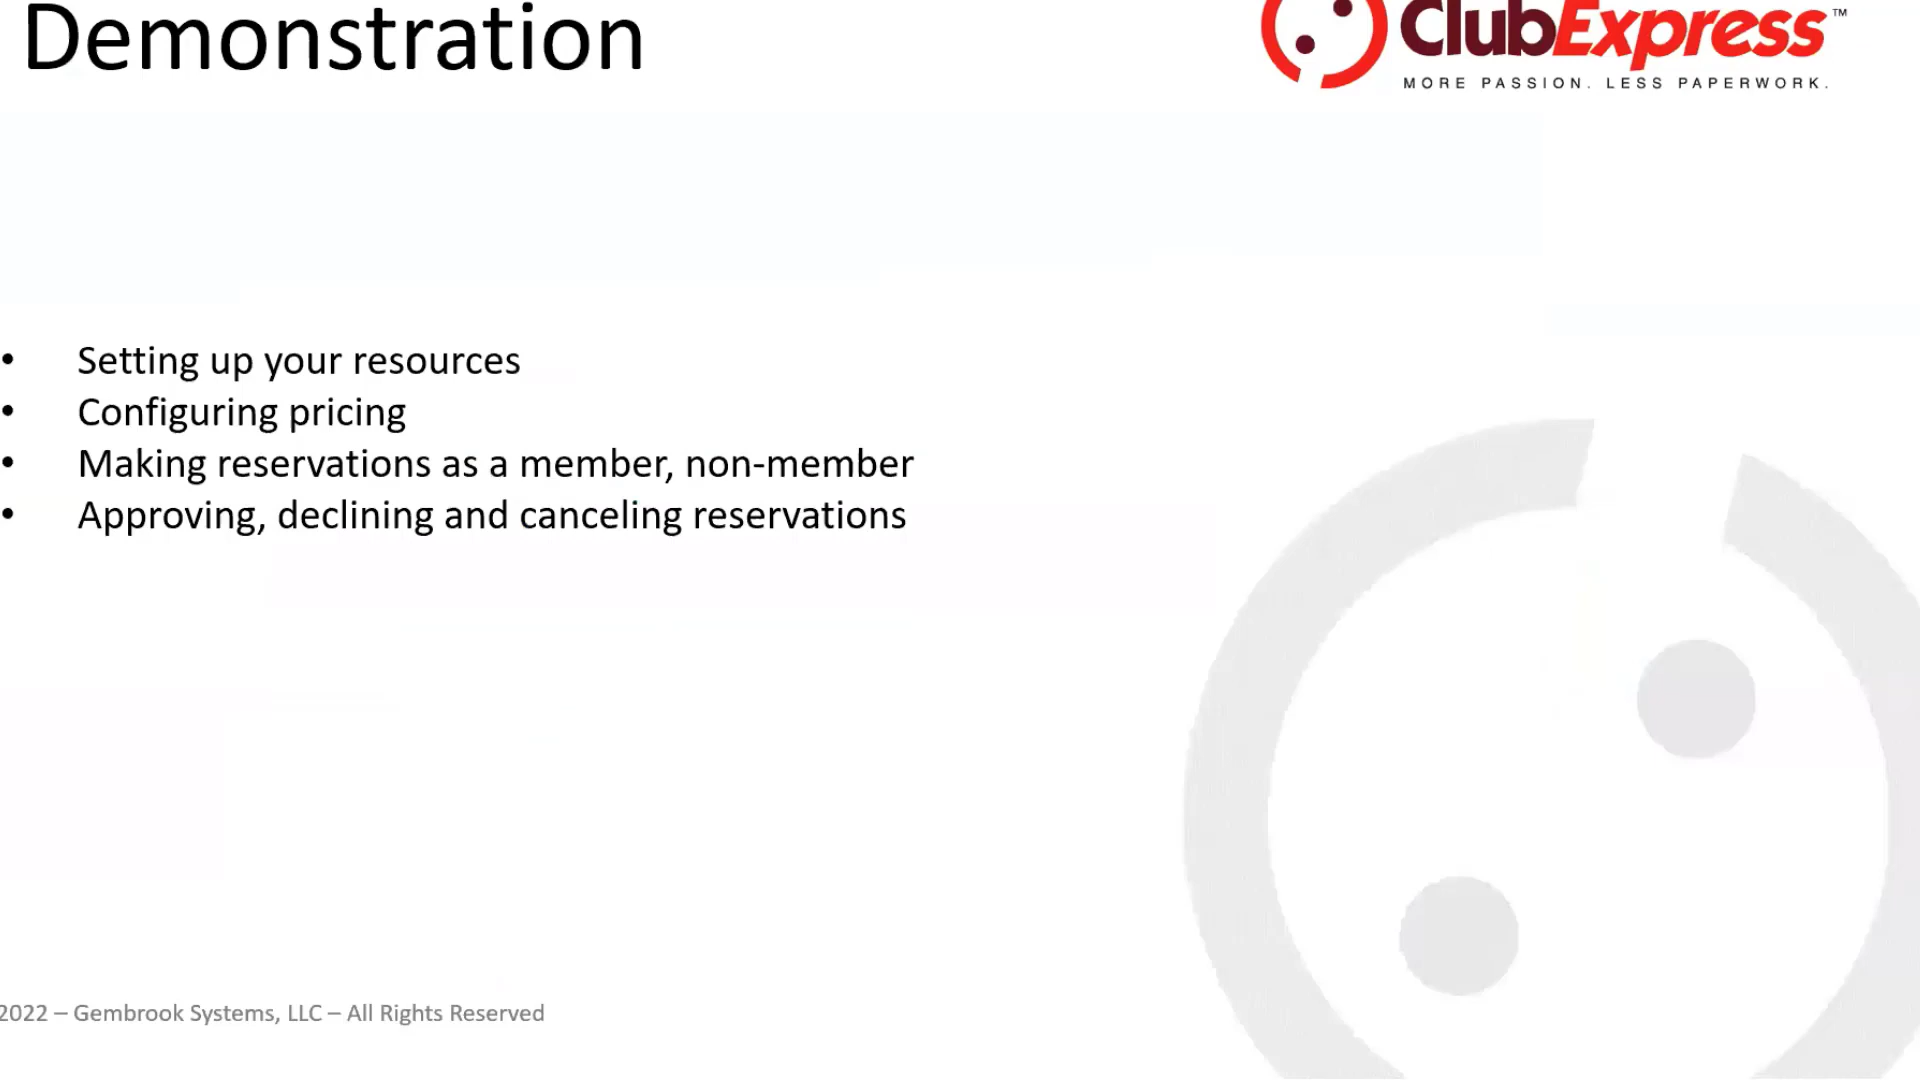 Demonstration
ClubExpress™
MORE PASSION. LESS PAPERWORK.
• Setting up your resources
• Configuring pricing
• Making reservations as a member, non-member
• Approving, declining and canceling reservations
2022 – Gembrook Systems, LLC – All Rights Reserved